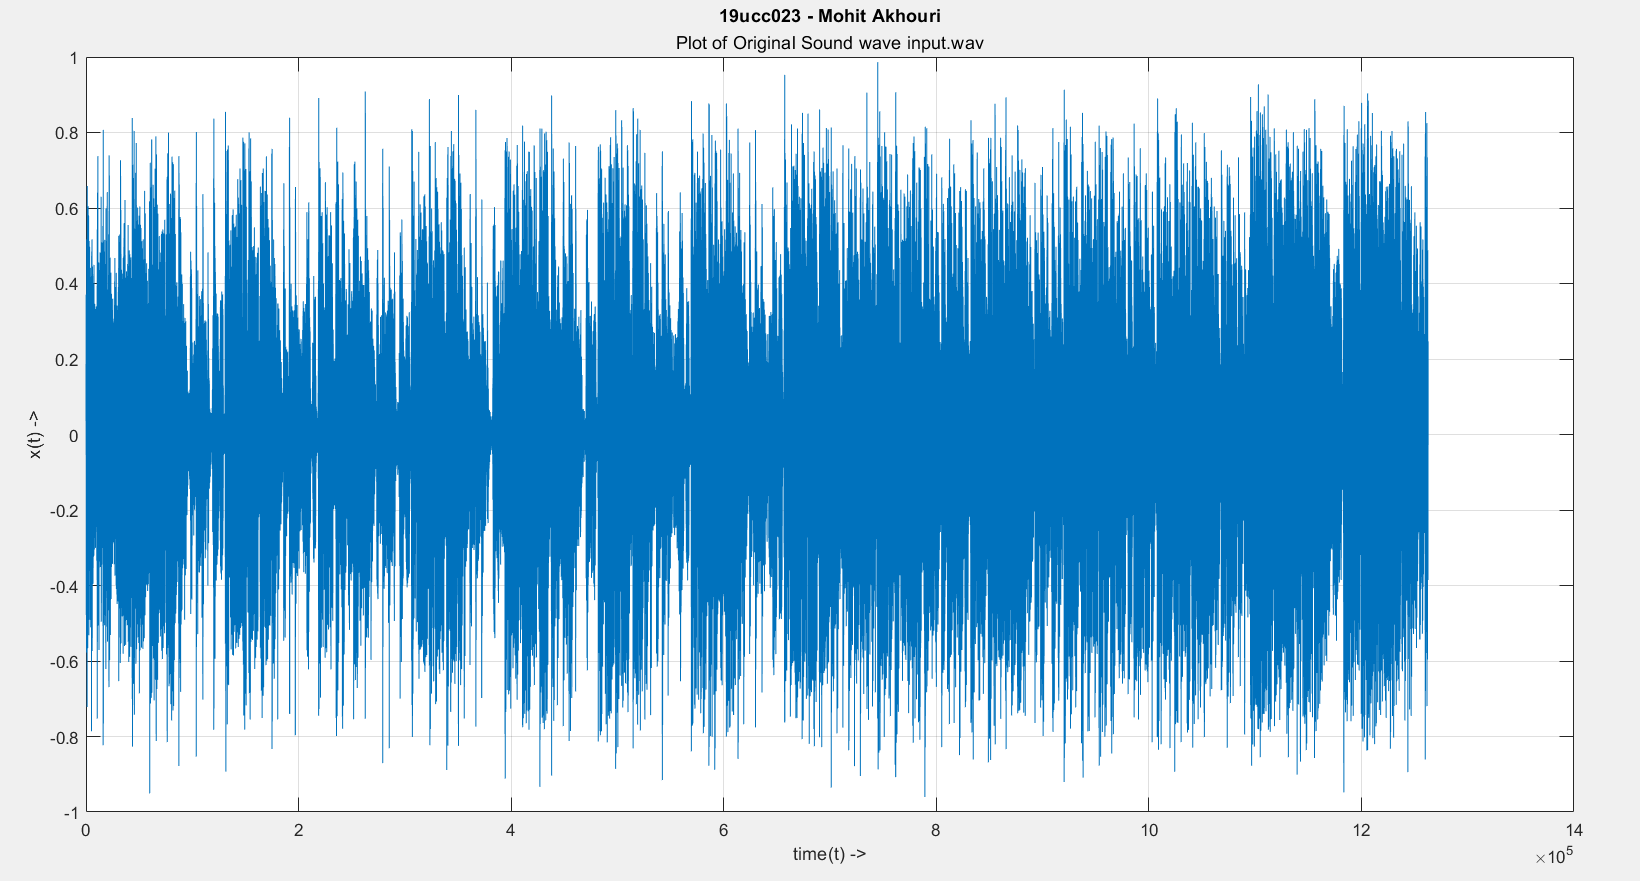 19ucc023 - Mohit Akhouri
Plot of Original Sound wave input.wav
1
0.8
0.6
0.4
0.2
0
-0.2
-0.4
-0.6
-0.8
-1
x(t) ->
0 2 4 6 8 10 12 14
time(t) ->
×10⁵